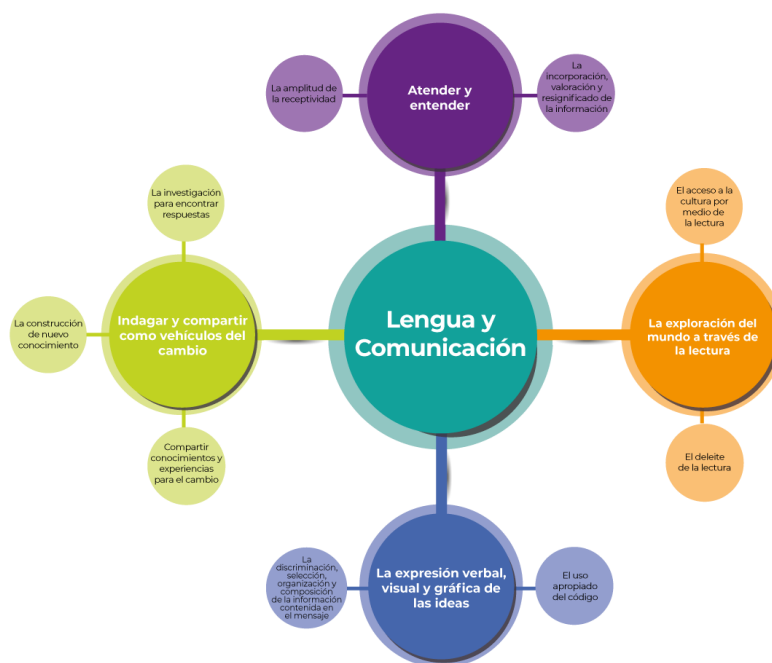 La amplitud de
la receptividad
Atender y
entender
La
incorporación,
valoración y
resignificado de
la información
La investigación
para encontrar
respuestas
La construcción
de nuevo
conocimiento
Indagar y compartir
como vehículos del
cambio
Compartir
conocimientos y
experiencias
para el cambio
Lengua y
Comunicación
El acceso a la
cultura por
medio de
la lectura
La exploración del
mundo a través de
la lectura
El deleite
de la lectura
La
discriminación,
selección,
organización y
composición
de la información
contenida en
el mensaje
La expresión verbal,
visual y gráfica de
las ideas
El uso
apropiado
del código